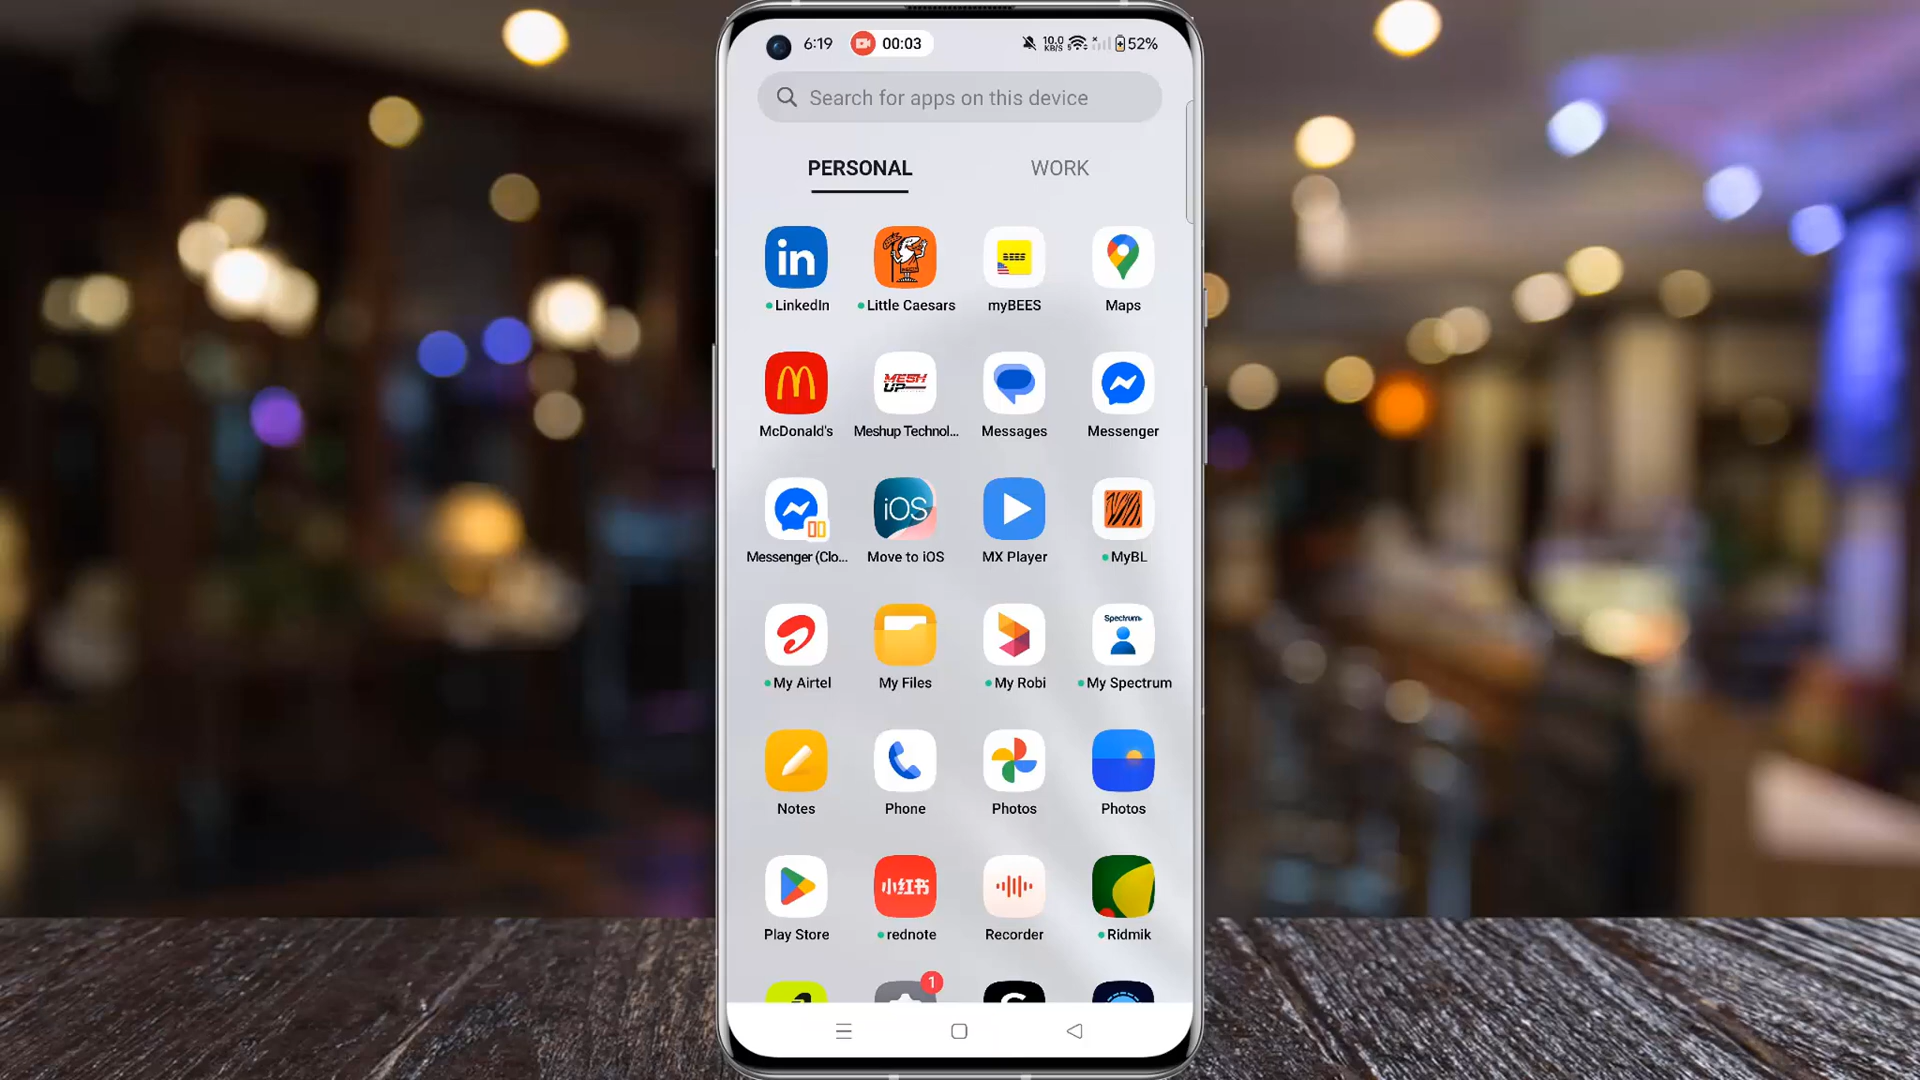 6:19 00:03 10.0 KB/S 52%
Search for apps on this device
PERSONAL WORK
in BEES
LinkedIn Little Caesars myBEES Maps
MESH UP
McDonald's Meshup Technol... Messages Messenger
iOS
Messenger (Clo... Move to iOS MX Player MyBL
Spectrum
My Airtel My Files My Robi My Spectrum
Notes Phone Photos Photos
小红书
Play Store rednote Recorder Ridmik
1